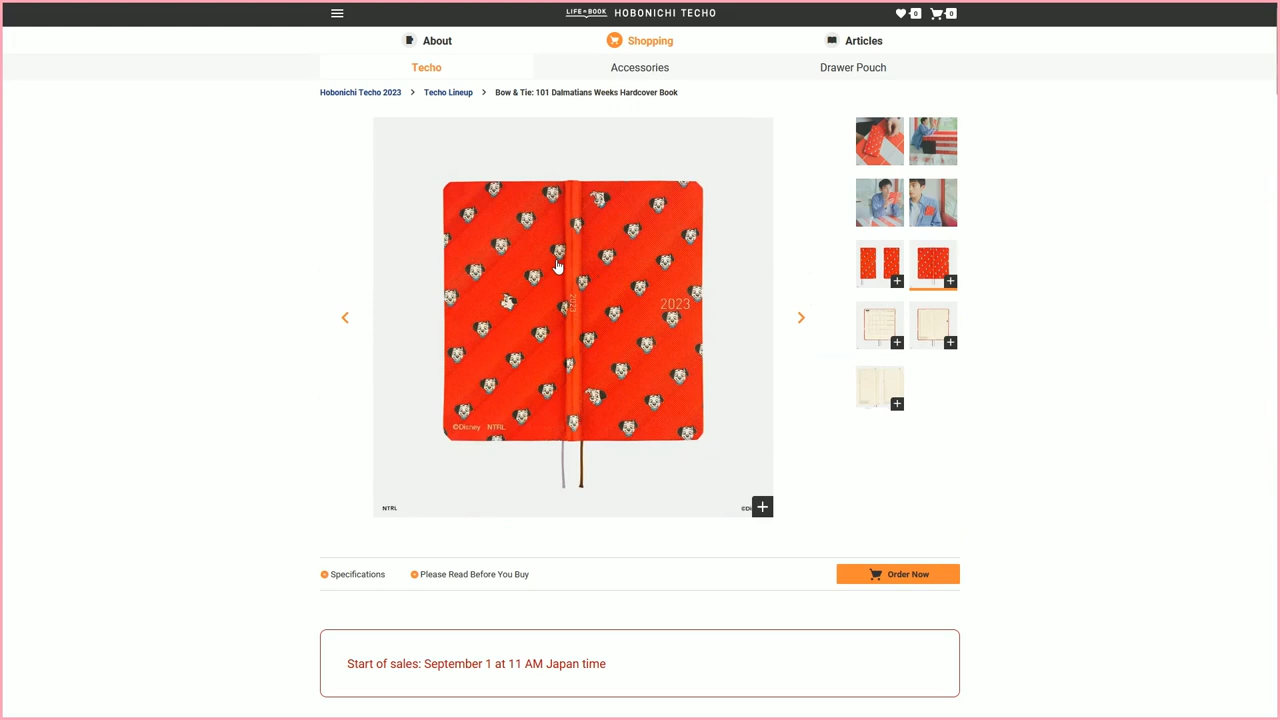 LIFE=BOOK HOBONICHI TECHO
0 0
About
Shopping
Articles
Techo
Accessories
Drawer Pouch
Hobonichi Techo 2023 > Techo Lineup > Bow & Tie: 101 Dalmatians Weeks Hardcover Book
2023
2023
©Disney NTRL
NTRL
Specifications
Please Read Before You Buy
Order Now
Start of sales: September 1 at 11 AM Japan time